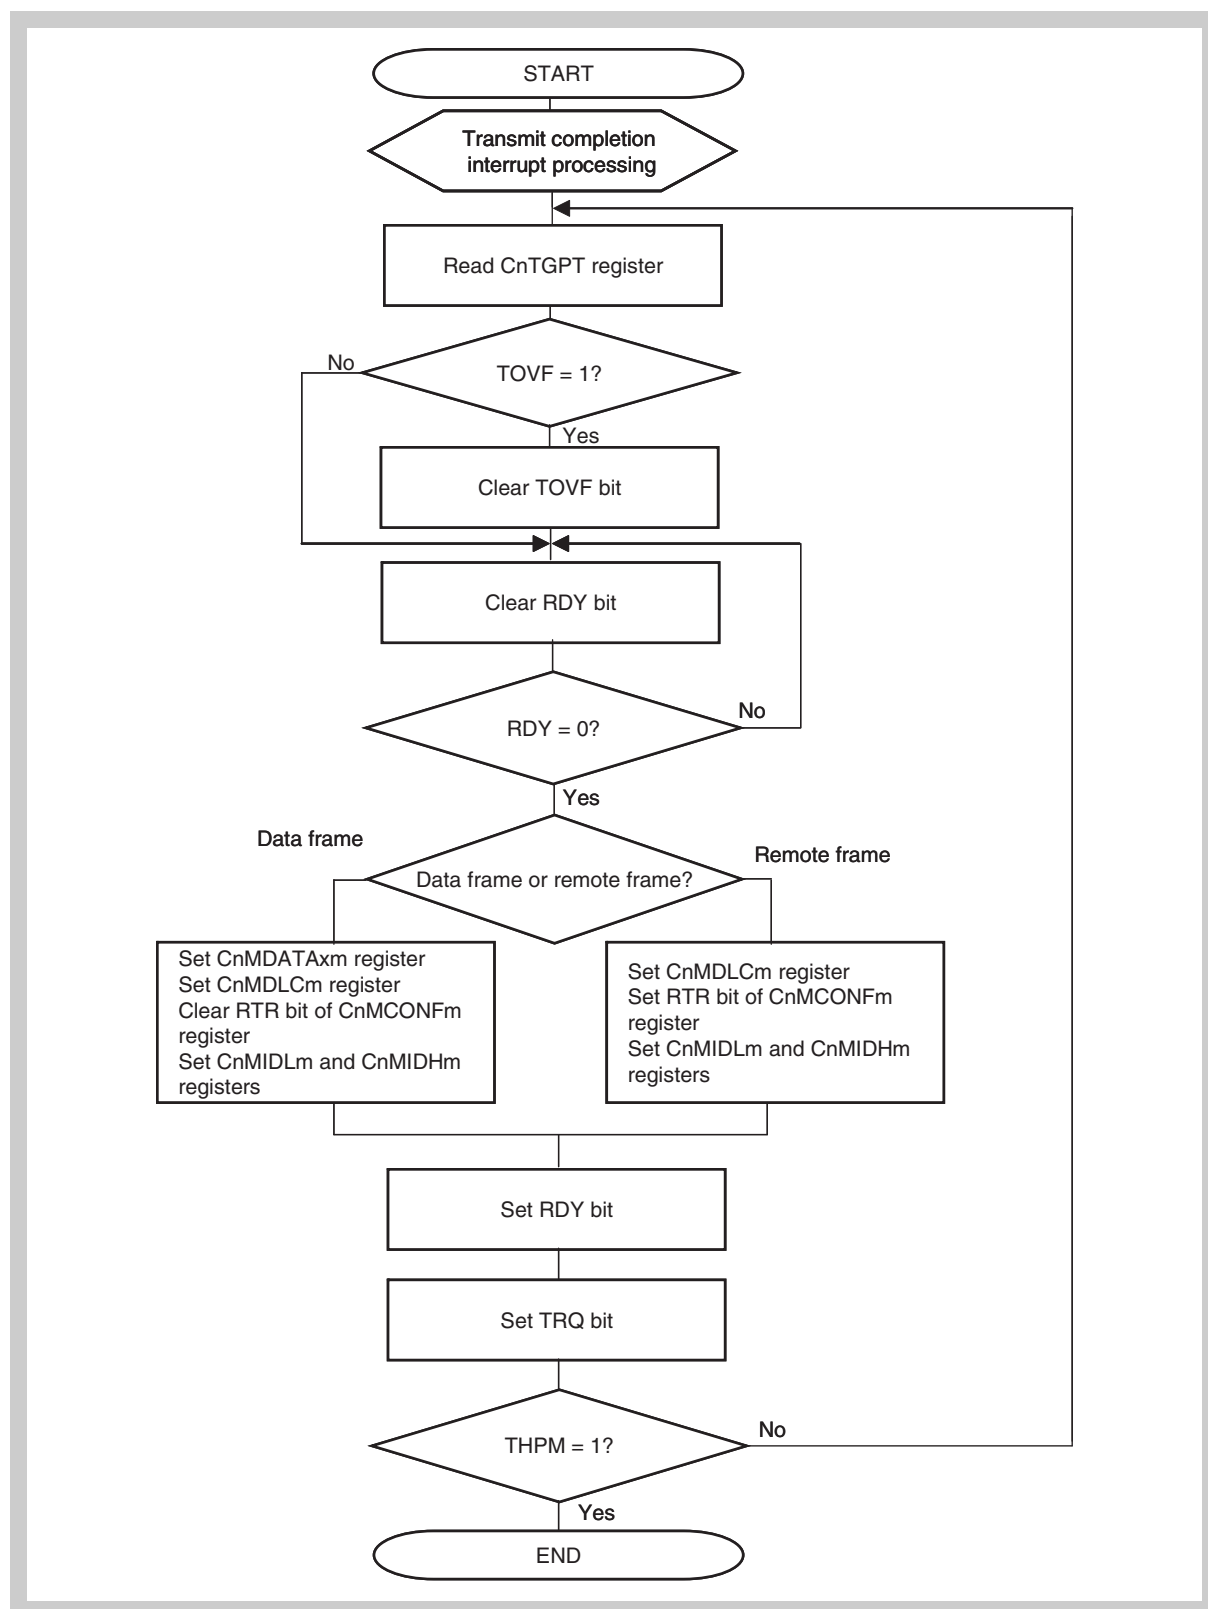 START
Transmit completion
interrupt processing
Read CnTGPT register
No
TOVF = 1?
Yes
Clear TOVF bit
Clear RDY bit
No
RDY = 0?
Yes
Data frame
Remote frame
Data frame or remote frame?
Set CnMDATAxm register
Set CnMDLCm register
Clear RTR bit of CnMCONFm
register
Set CnMIDLm and CnMIDHm
registers
Set CnMDLCm register
Set RTR bit of CnMCONFm
register
Set CnMIDLm and CnMIDHm
registers
Set RDY bit
Set TRQ bit
No
THPM = 1?
Yes
END